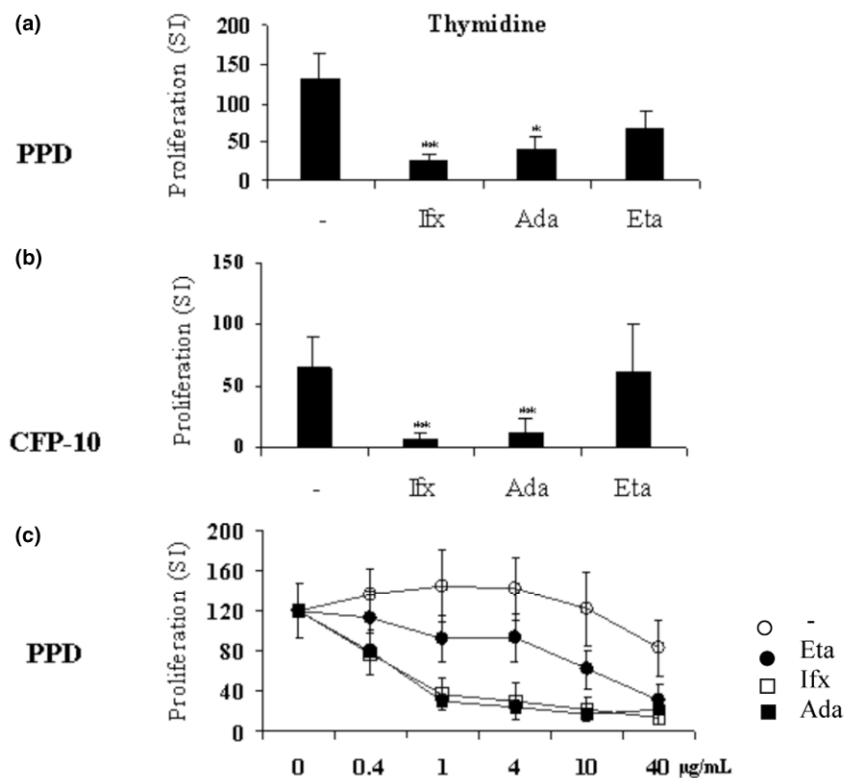 (a)
Thymidine
Proliferation (SI)
200
150
100
50
0
PPD
** * 
- Ifx Ada Eta
(b)
Proliferation (SI)
150
100
50
0
CFP-10
** **
- Ifx Ada Eta
(c)
Proliferation (SI)
200
160
120
80
40
0
PPD
0 0.4 1 4 10 40 µg/mL
-
Eta
Ifx
Ada